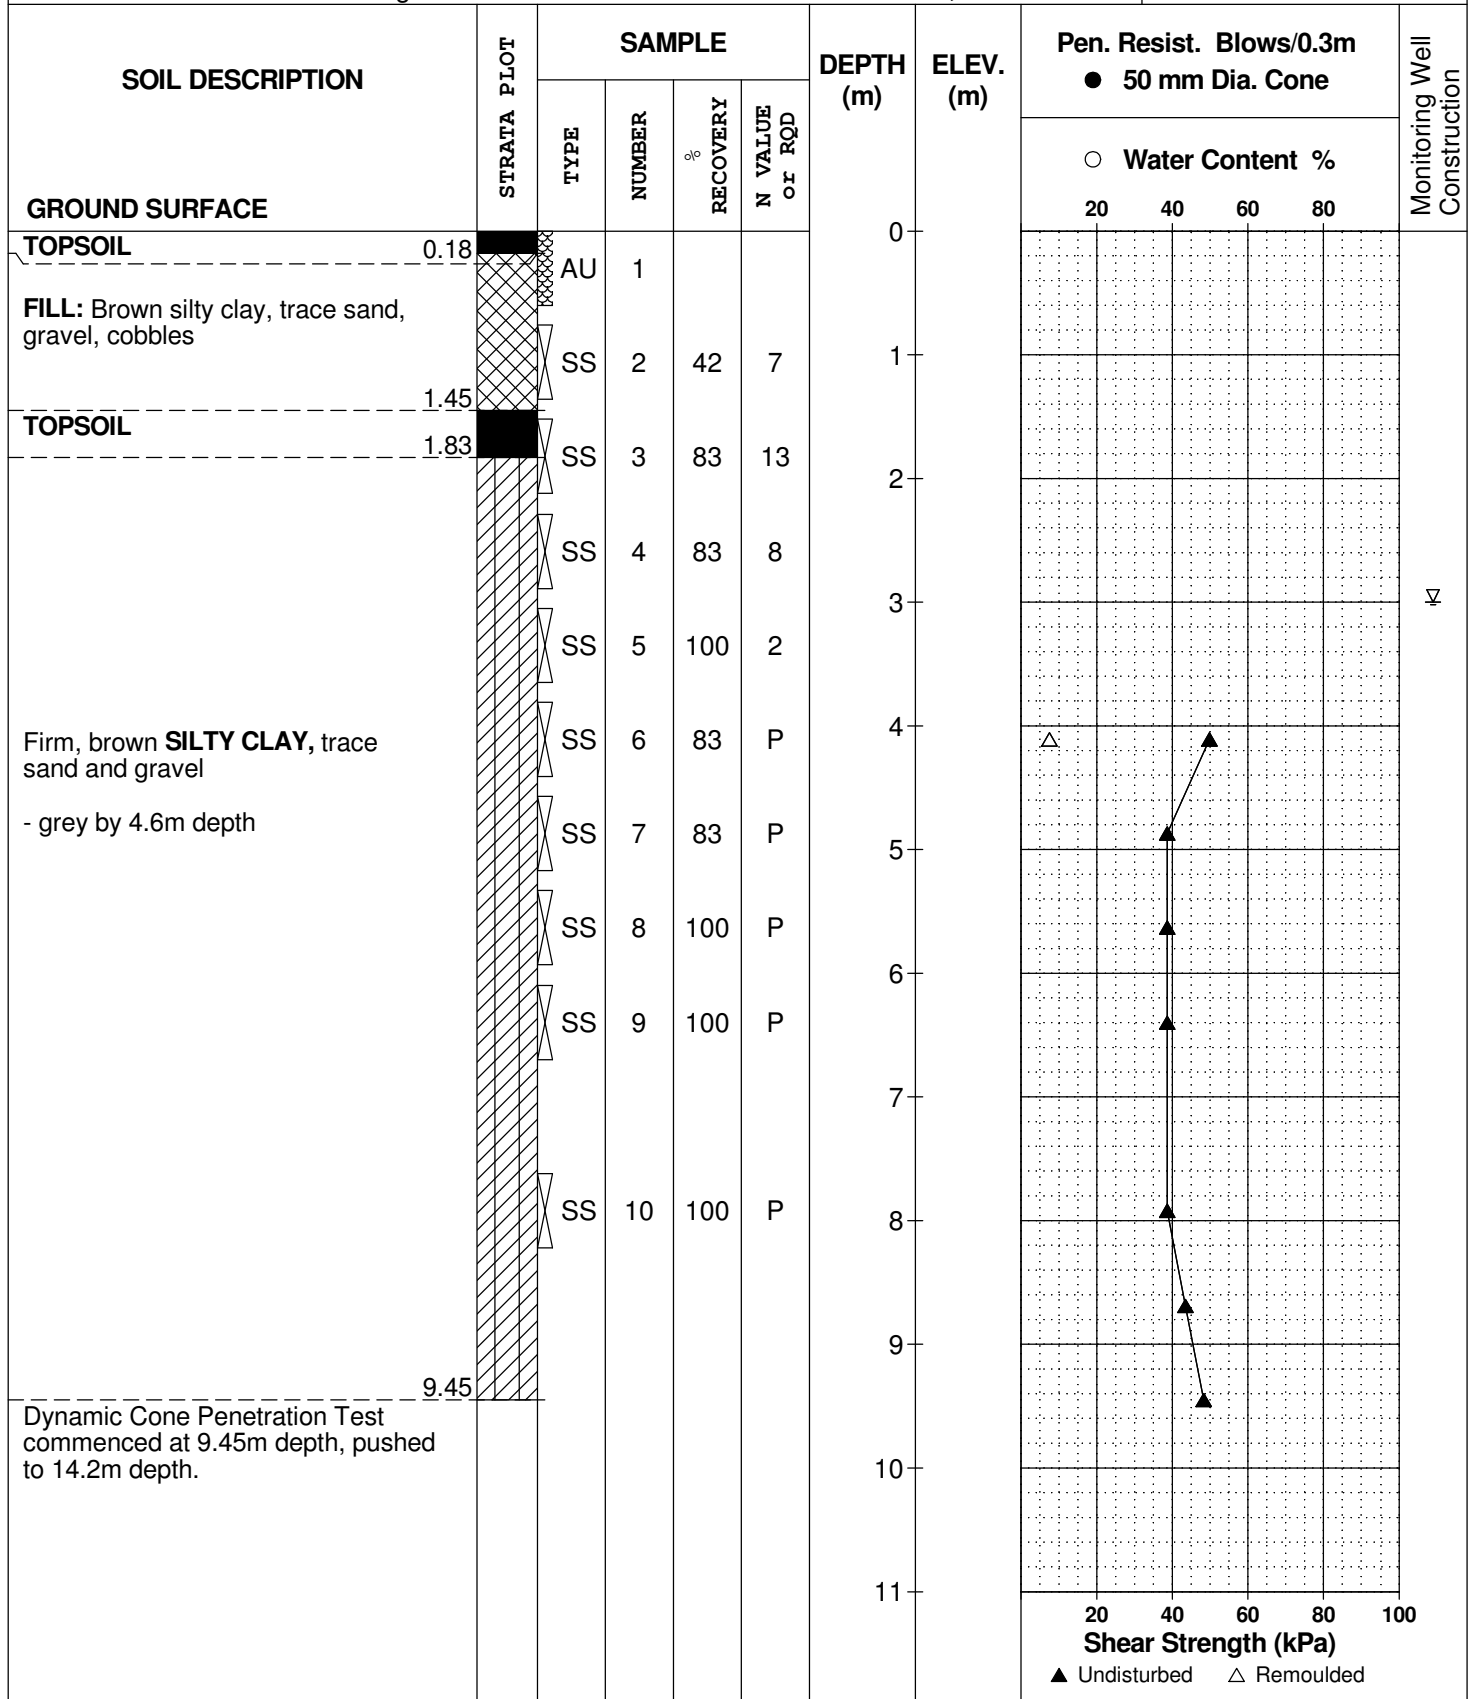 SOIL DESCRIPTION
GROUND SURFACE
STRATA PLOT
SAMPLE
TYPE
NUMBER
%
RECOVERY
N VALUE
or RQD
DEPTH
(m)
ELEV.
(m)
Pen. Resist. Blows/0.3m
● 50 mm Dia. Cone
○ Water Content %
20 40 60 80
Monitoring Well
Construction
TOPSOIL 0.18
FILL: Brown silty clay, trace sand,
gravel, cobbles
1.45
TOPSOIL
1.83
Firm, brown SILTY CLAY, trace
sand and gravel
- grey by 4.6m depth
9.45
Dynamic Cone Penetration Test
commenced at 9.45m depth, pushed
to 14.2m depth.
AU 1
SS 2 42 7
SS 3 83 13
SS 4 83 8
SS 5 100 2
SS 6 83 P
SS 7 83 P
SS 8 100 P
SS 9 100 P
SS 10 100 P
0
1
2
3
4
5
6
7
8
9
10
11
20 40 60 80 100
Shear Strength (kPa)
▲ Undisturbed △ Remoulded